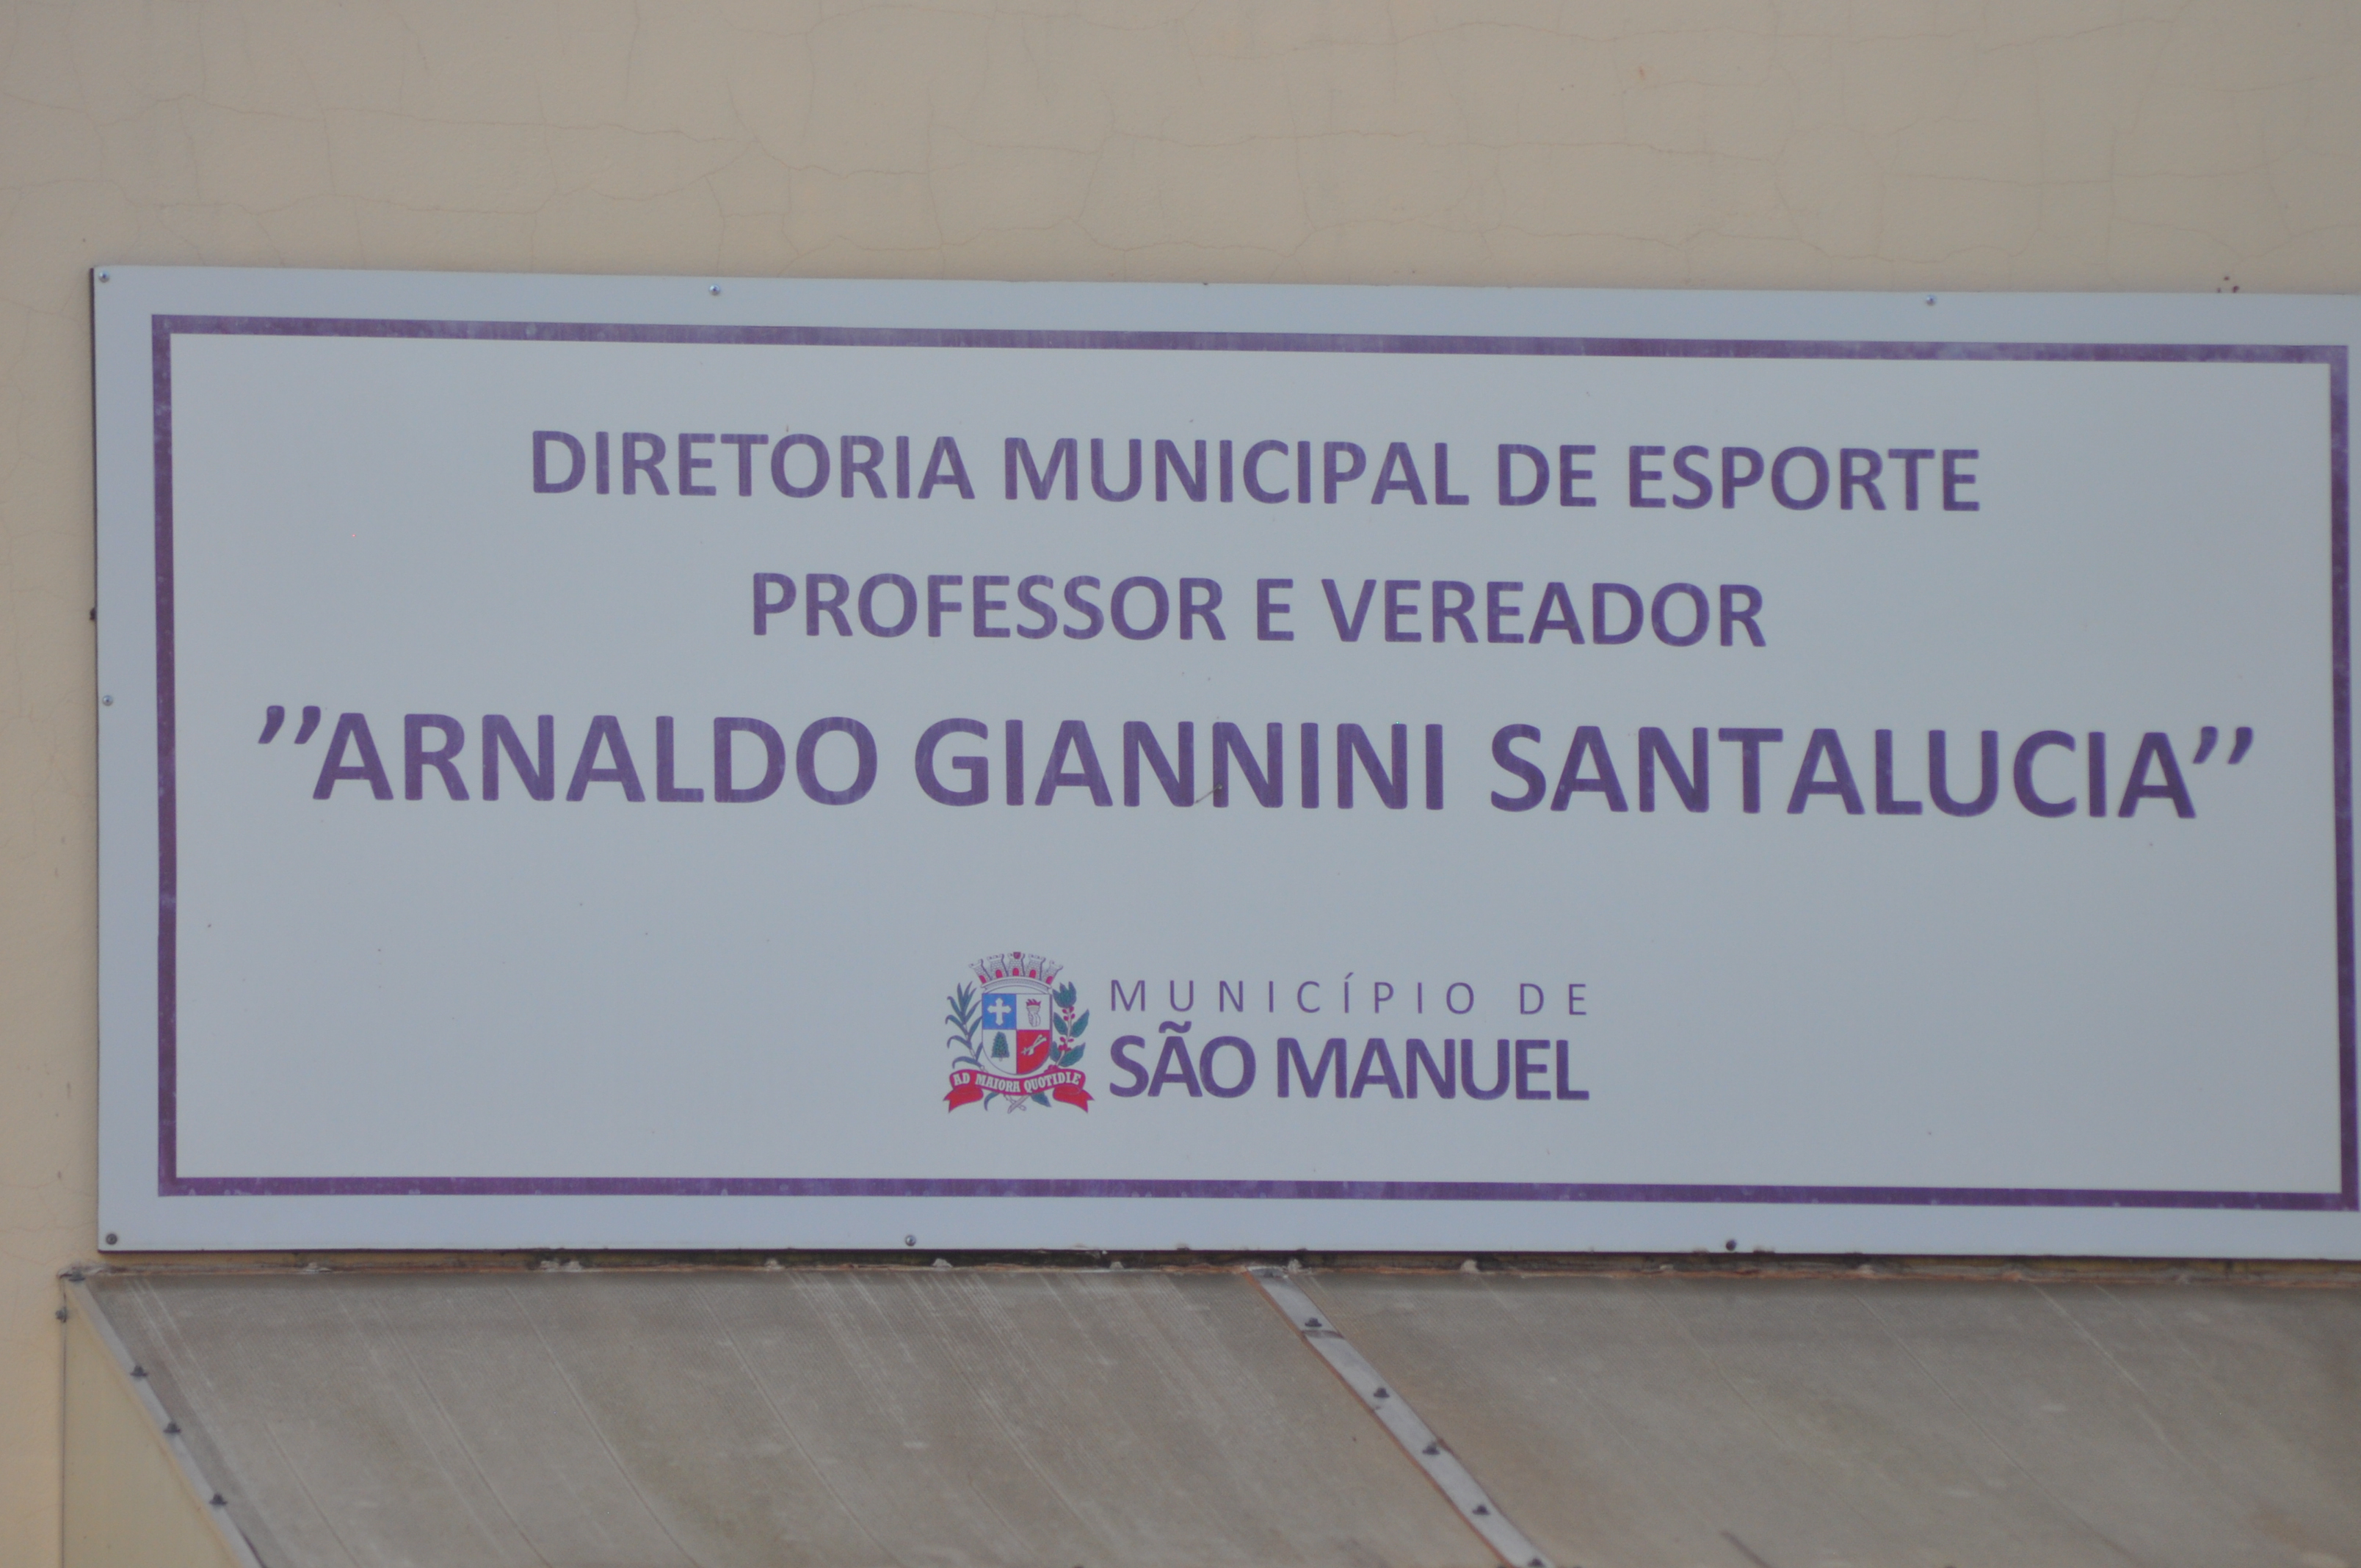 DIRETORIA MUNICIPAL DE ESPORTE
PROFESSOR E VEREADOR
”ARNALDO GIANNINI SANTALUCIA”
MUNICÍPIO DE
SÃO MANUEL
AD MAIORA QUOTIDIE